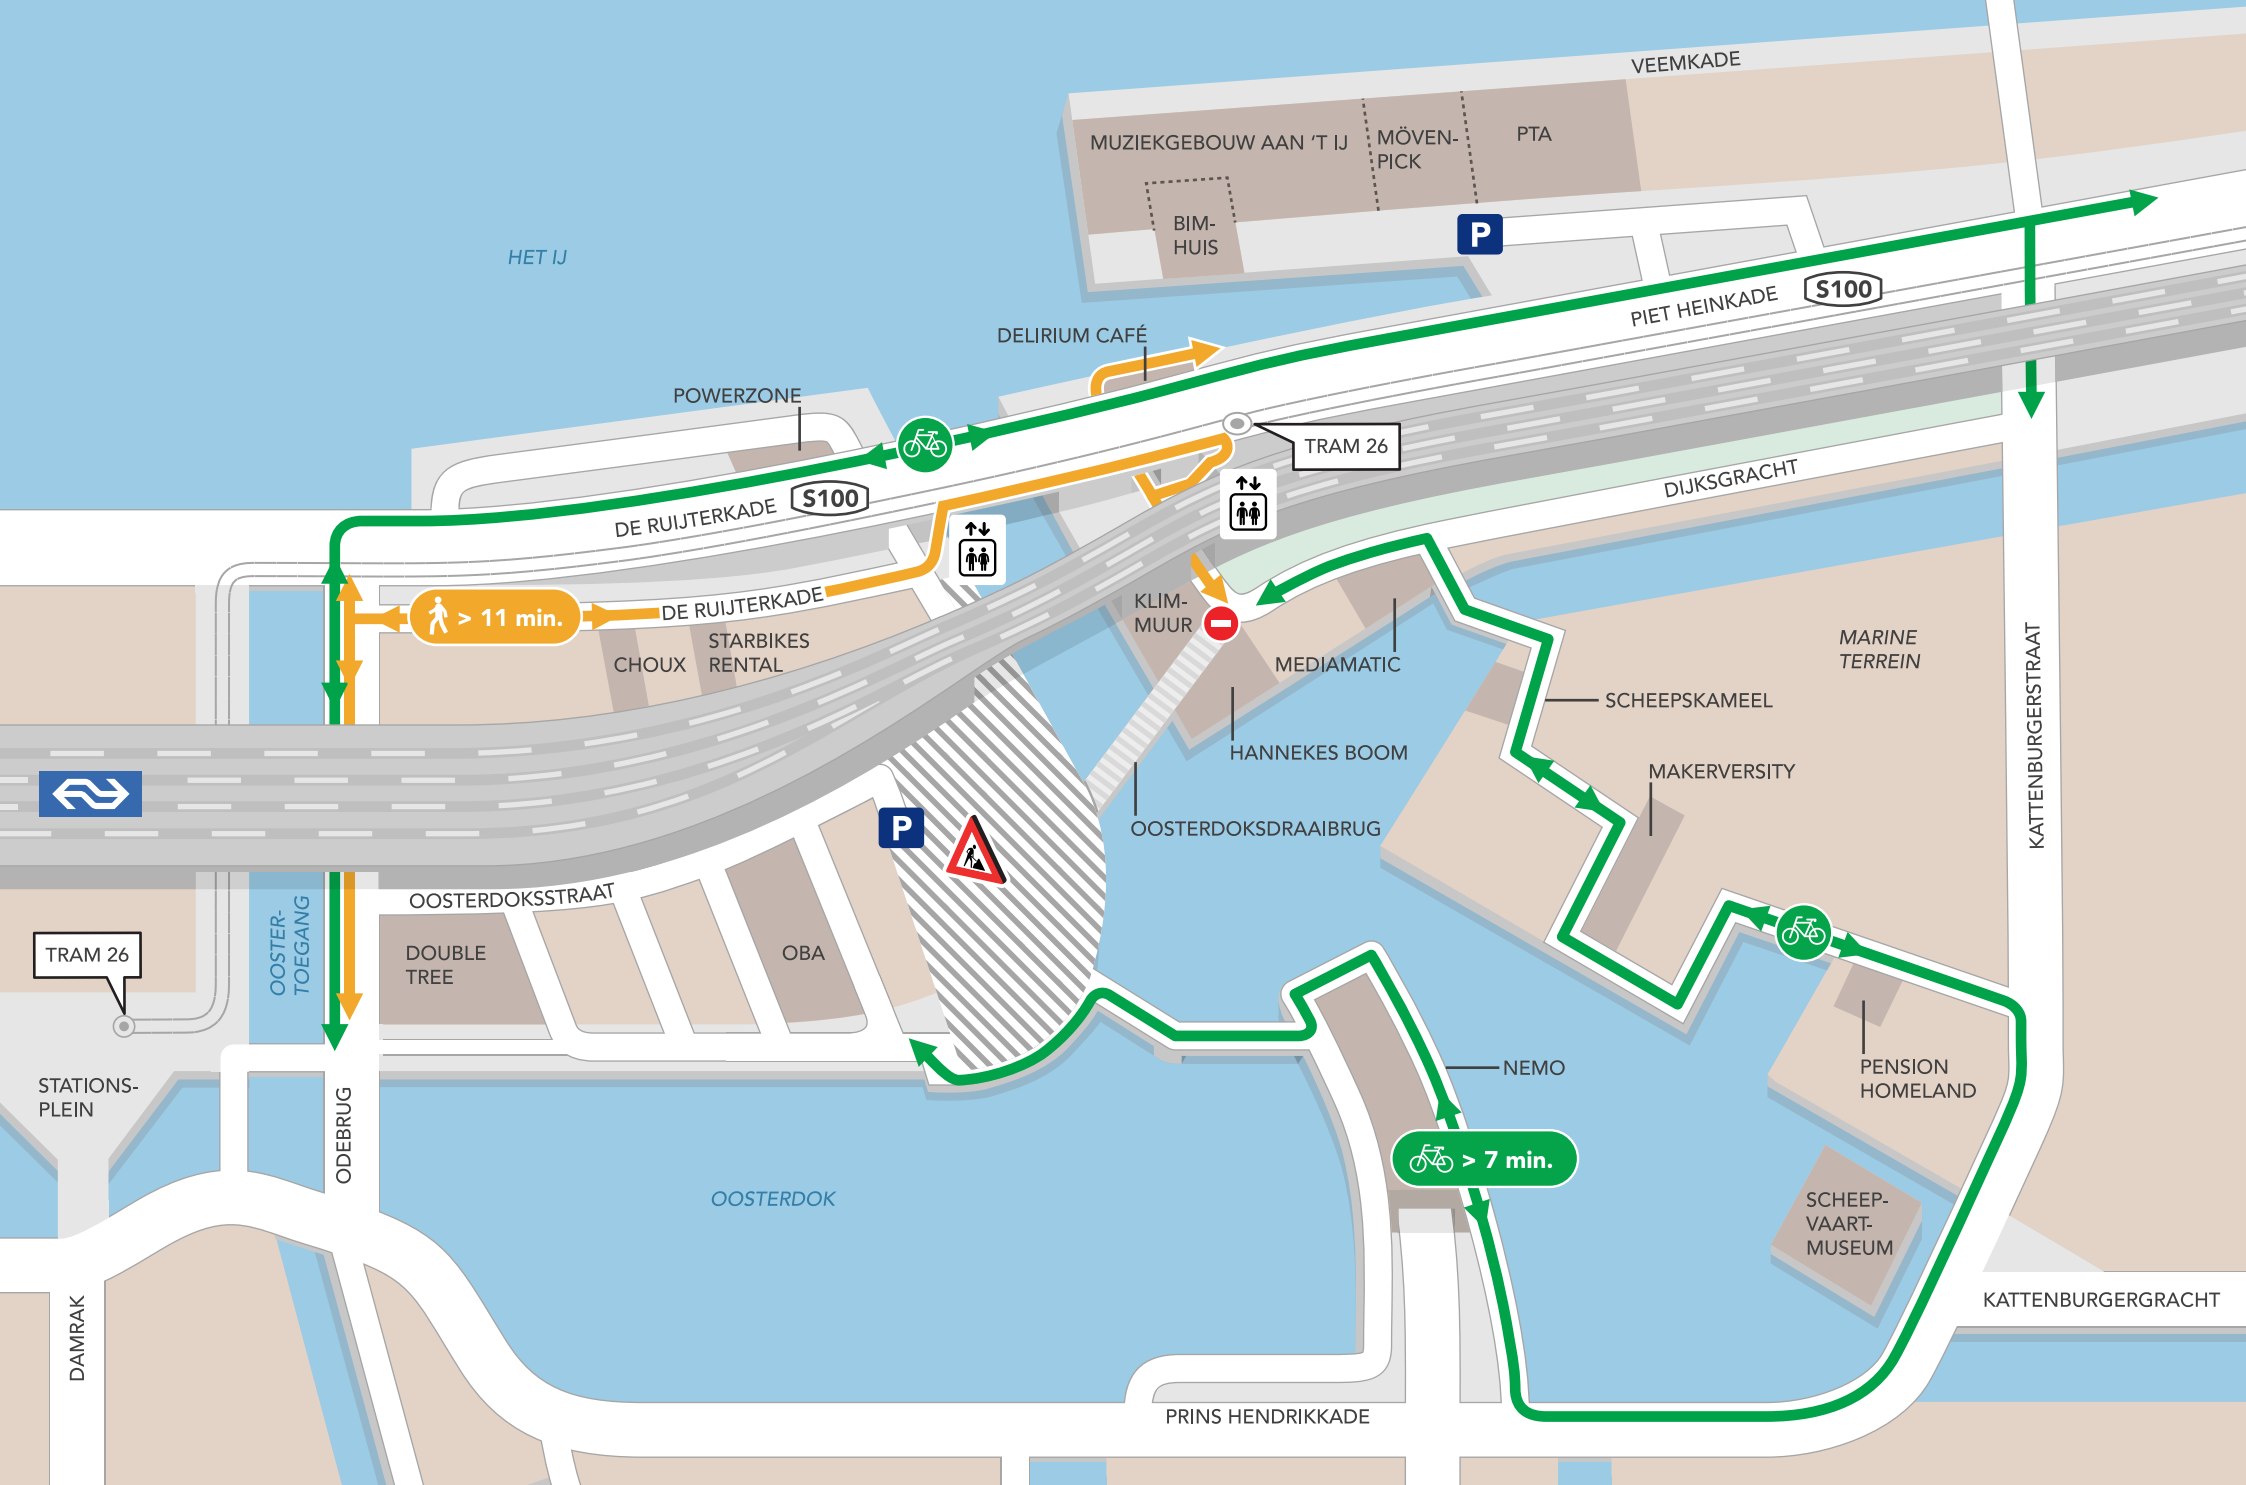 VEEMKADE
MUZIEKGEBOUW AAN ‘T IJ
MÖVEN-
PICK
PTA
BIM-
HUIS
P
HET IJ
PIET HEINKADE
S100
DELIRIUM CAFÉ
POWERZONE
TRAM 26
DE RUIJTERKADE
S100
DIJKSGRACHT
> 11 min.
DE RUIJTERKADE
KLIM-
MUUR
CHOUX
STARBIKES
RENTAL
MEDIAMATIC
MARINE
TERREIN
SCHEEPSKAMEEL
HANNEKES BOOM
MAKERVERSITY
KATTENBURGERSTRAAT
OOSTERDOKSDRAAIBRUG
P
OOSTERDOKSSTRAAT
OOSTER-
TOEGANG
TRAM 26
DOUBLE
TREE
OBA
STATIONS-
PLEIN
ODEBRUG
NEMO
PENSION
HOMELAND
> 7 min.
OOSTERDOK
SCHEEP-
VAART-
MUSEUM
KATTENBURGERGRACHT
DAMRAK
PRINS HENDRIKKADE